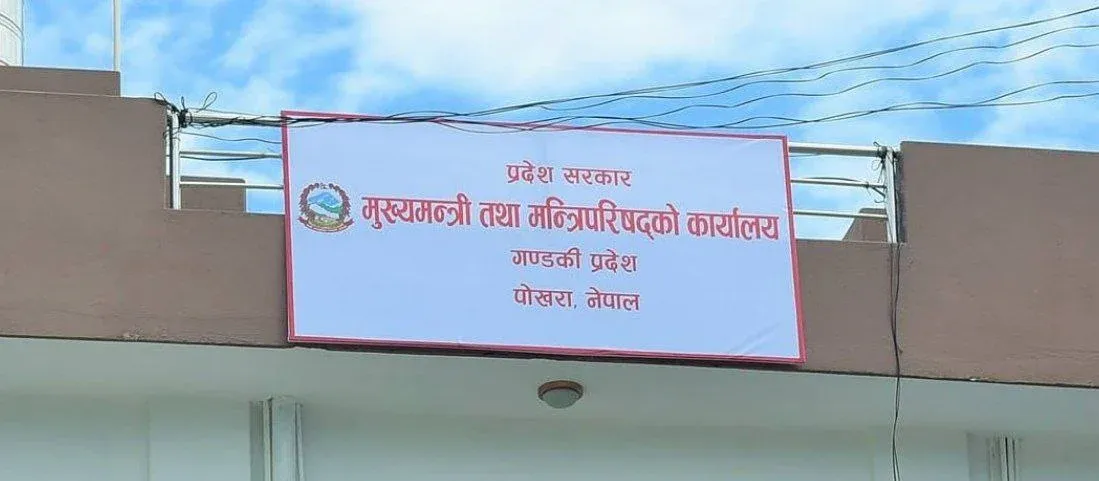 प्रदेश सरकार
मुख्यमन्त्री तथा मन्त्रिपरिषद्को कार्यालय
गण्डकी प्रदेश
पोखरा, नेपाल